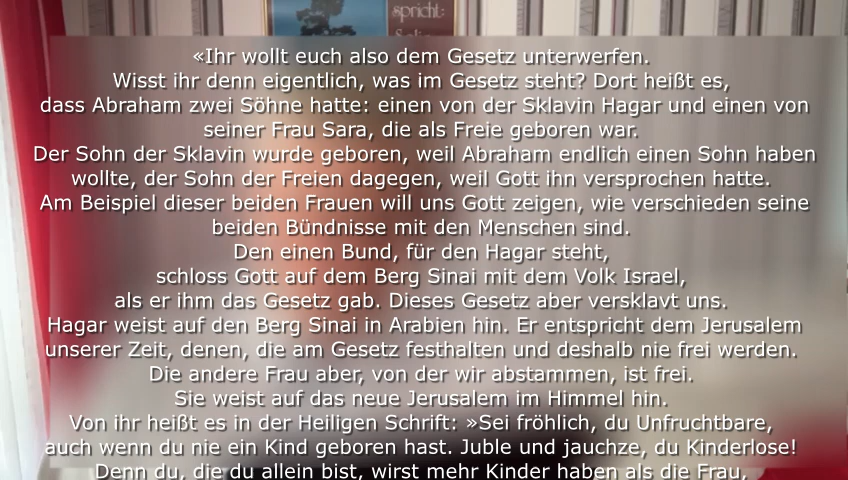 spricht:
«Ihr wollt euch also dem Gesetz unterwerfen.
Wisst ihr denn eigentlich, was im Gesetz steht? Dort heißt es,
dass Abraham zwei Söhne hatte: einen von der Sklavin Hagar und einen von
seiner Frau Sara, die als Freie geboren war.
Der Sohn der Sklavin wurde geboren, weil Abraham endlich einen Sohn haben
wollte, der Sohn der Freien dagegen, weil Gott ihn versprochen hatte.
Am Beispiel dieser beiden Frauen will uns Gott zeigen, wie verschieden seine
beiden Bündnisse mit den Menschen sind.
Den einen Bund, für den Hagar steht,
schloss Gott auf dem Berg Sinai mit dem Volk Israel,
als er ihm das Gesetz gab. Dieses Gesetz aber versklavt uns.
Hagar weist auf den Berg Sinai in Arabien hin. Er entspricht dem Jerusalem
unserer Zeit, denen, die am Gesetz festhalten und deshalb nie frei werden.
Die andere Frau aber, von der wir abstammen, ist frei.
Sie weist auf das neue Jerusalem im Himmel hin.
Von ihr heißt es in der Heiligen Schrift: »Sei fröhlich, du Unfruchtbare,
auch wenn du nie ein Kind geboren hast. Juble und jauchze, du Kinderlose!
Denn du, die du allein bist, wirst mehr Kinder haben als die Frau,